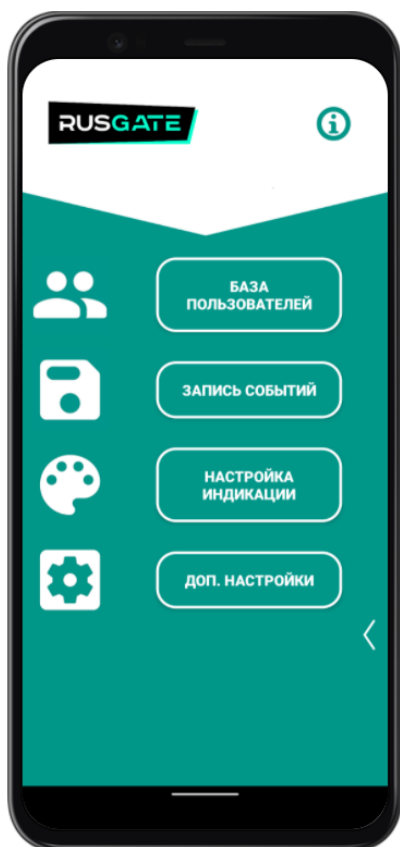 RUSGATE
БАЗА
ПОЛЬЗОВАТЕЛЕЙ
ЗАПИСЬ СОБЫТИЙ
НАСТРОЙКА
ИНДИКАЦИИ
ДОП. НАСТРОЙКИ